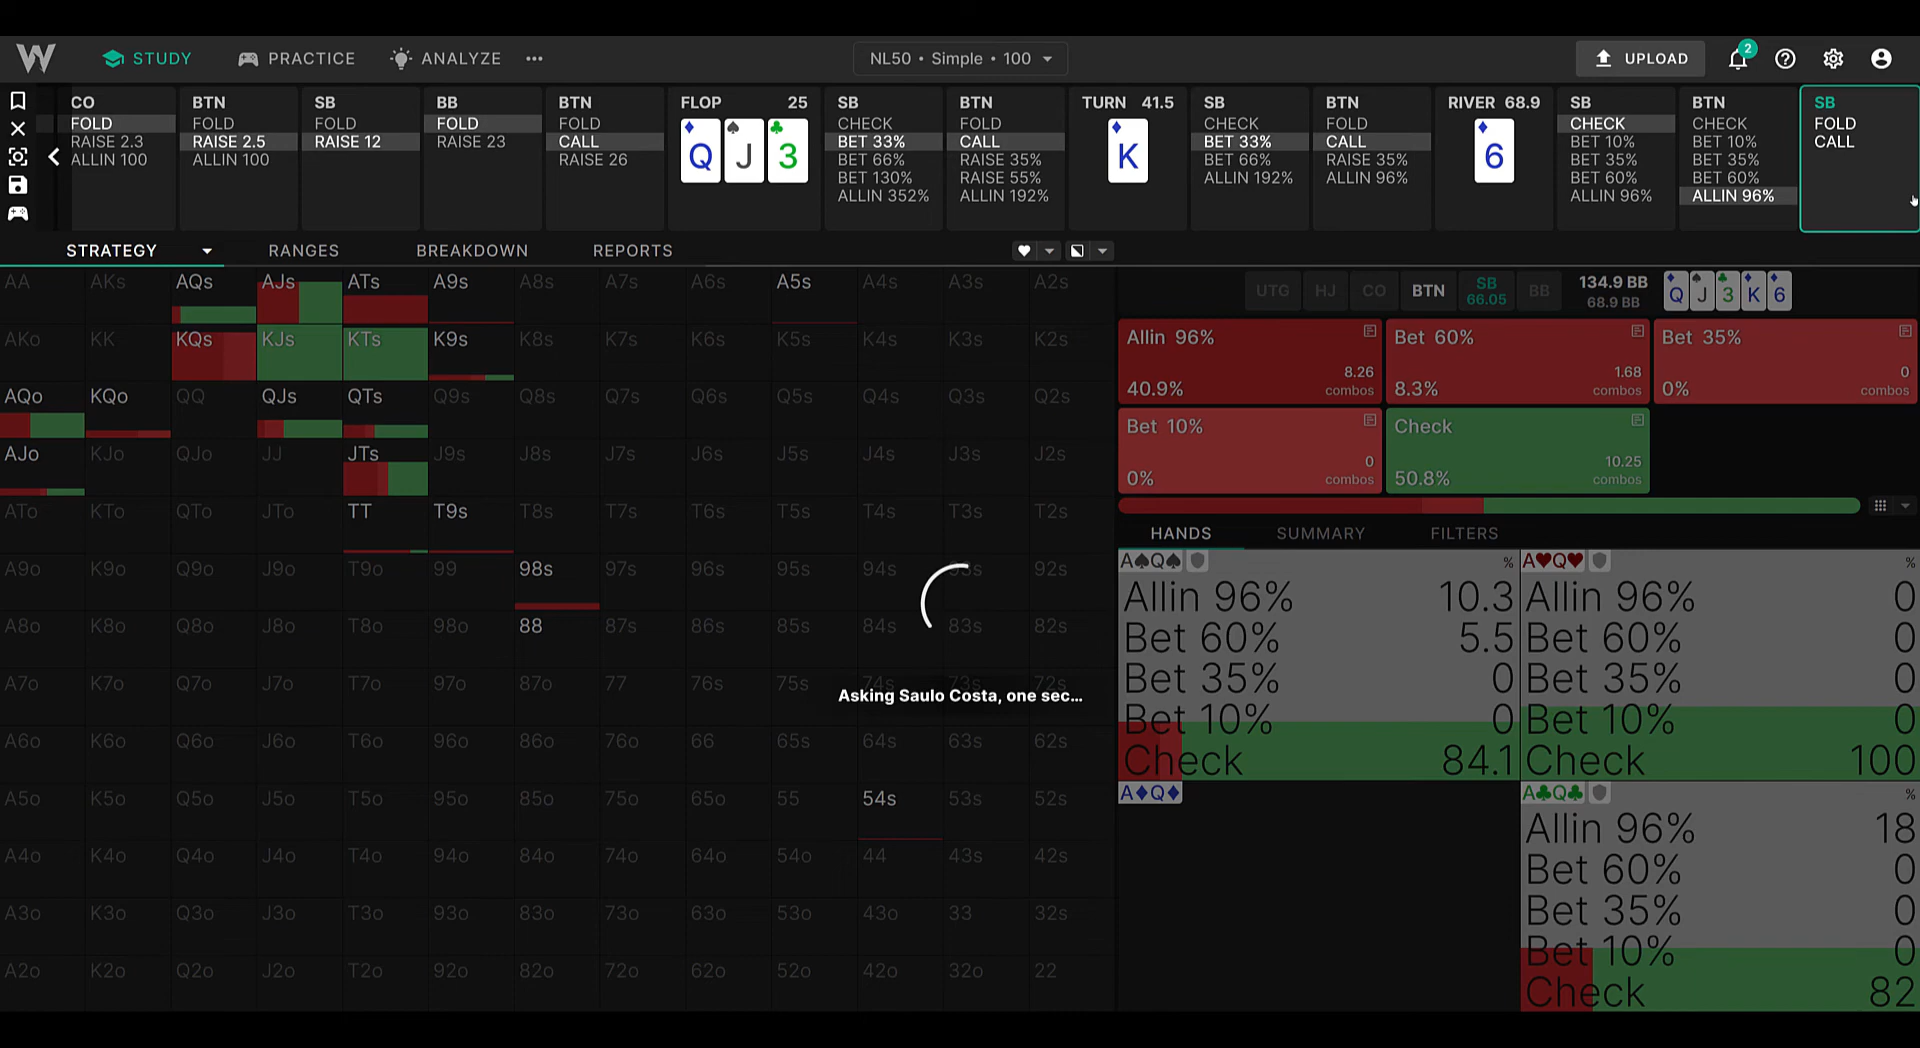 W STUDY PRACTICE ANALYZE ••• NL50 • Simple • 100 UPLOAD 2
CO
FOLD
RAISE 2.3
ALLIN 100
BTN
FOLD
RAISE 2.5
ALLIN 100
SB
FOLD
RAISE 12
BB
FOLD
RAISE 23
BTN
FOLD
CALL
RAISE 26
FLOP 25
Q J 3
SB
CHECK
BET 33%
BET 66%
BET 130%
ALLIN 352%
BTN
FOLD
CALL
RAISE 35%
RAISE 55%
ALLIN 192%
TURN 41.5
K
SB
CHECK
BET 33%
BET 66%
ALLIN 192%
BTN
FOLD
CALL
RAISE 35%
ALLIN 96%
RIVER 68.9
6
SB
CHECK
BET 10%
BET 35%
BET 60%
ALLIN 96%
BTN
CHECK
BET 10%
BET 35%
BET 60%
ALLIN 96%
SB
FOLD
CALL
STRATEGY RANGES BREAKDOWN REPORTS
AA AKs AQs AJs ATs A9s A8s A7s A6s A5s A4s A3s A2s
AKo KK KQs KJs KTs K9s K8s K7s K6s K5s K4s K3s K2s
AQo KQo QQ QJs QTs Q9s Q8s Q7s Q6s Q5s Q4s Q3s Q2s
AJo KJo QJo JJ JTs J9s J8s J7s J6s J5s J4s J3s J2s
ATo KTo QTo JTo TT T9s T8s T7s T6s T5s T4s T3s T2s
A9o K9o Q9o J9o T9o 99 98s 97s 96s 95s 94s 93s 92s
A8o K8o Q8o J8o T8o 98o 88 87s 86s 85s 84s 83s 82s
A7o K7o Q7o J7o T7o 97o 87o 77 76s 75s 74s 73s 72s
Asking Saulo Costa, one sec...
A6o K6o Q6o J6o T6o 96o 86o 76o 66 65s 64s 63s 62s
A5o K5o Q5o J5o T5o 95o 85o 75o 65o 55 54s 53s 52s
A4o K4o Q4o J4o T4o 94o 84o 74o 64o 54o 44 43s 42s
A3o K3o Q3o J3o T3o 93o 83o 73o 63o 53o 43o 33 32s
A2o K2o Q2o J2o T2o 92o 82o 72o 62o 52o 42o 32o 22
UTG HJ CO BTN SB 66.05 BB
134.9 BB
68.9 BB
Q J 3 K 6
Allin 96%
8.26
40.9% combos
Bet 60%
1.68
8.3% combos
Bet 35%
0
0% combos
Bet 10%
0
0% combos
Check
10.25
50.8% combos
HANDS SUMMARY FILTERS
A♠Q♠ %
Allin 96% 10.3
Bet 60% 5.5
Bet 35% 0
Bet 10% 0
Check 84.1
A♥Q♥ %
Allin 96% 0
Bet 60% 0
Bet 35% 0
Bet 10% 0
Check 100
A♦Q♦
A♣Q♣ %
Allin 96% 18
Bet 60% 0
Bet 35% 0
Bet 10% 0
Check 82